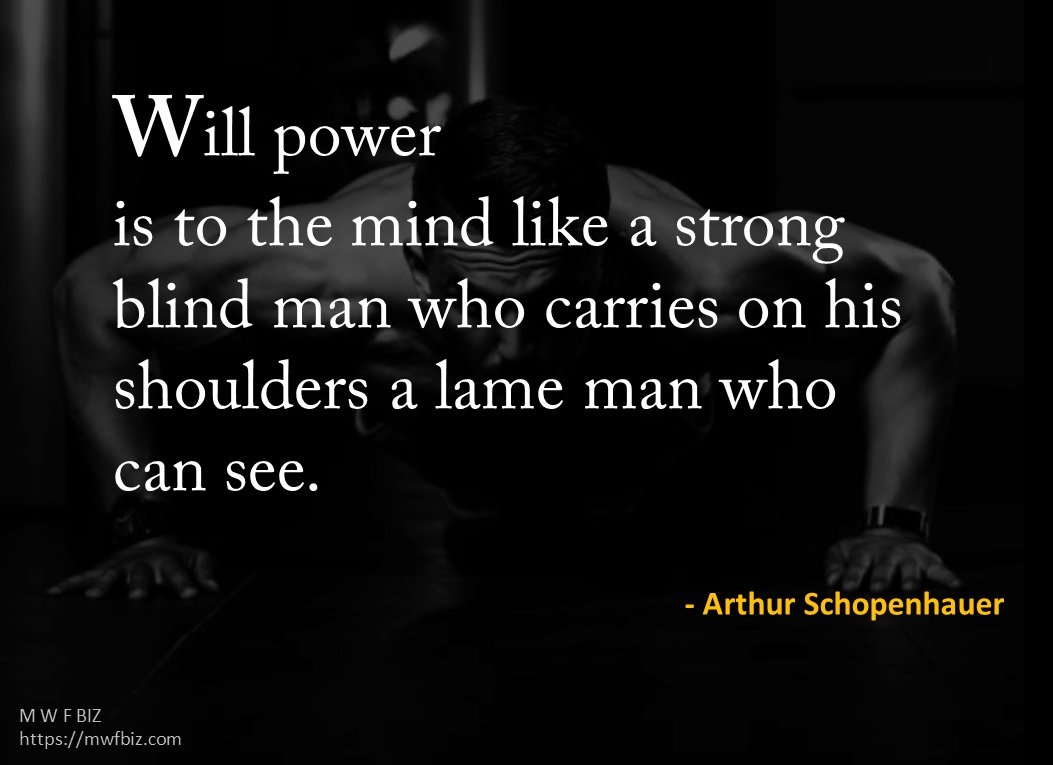 Will power
is to the mind like a strong
blind man who carries on his
shoulders a lame man who
can see.
- Arthur Schopenhauer
M W F BIZ
https://mwfbiz.com